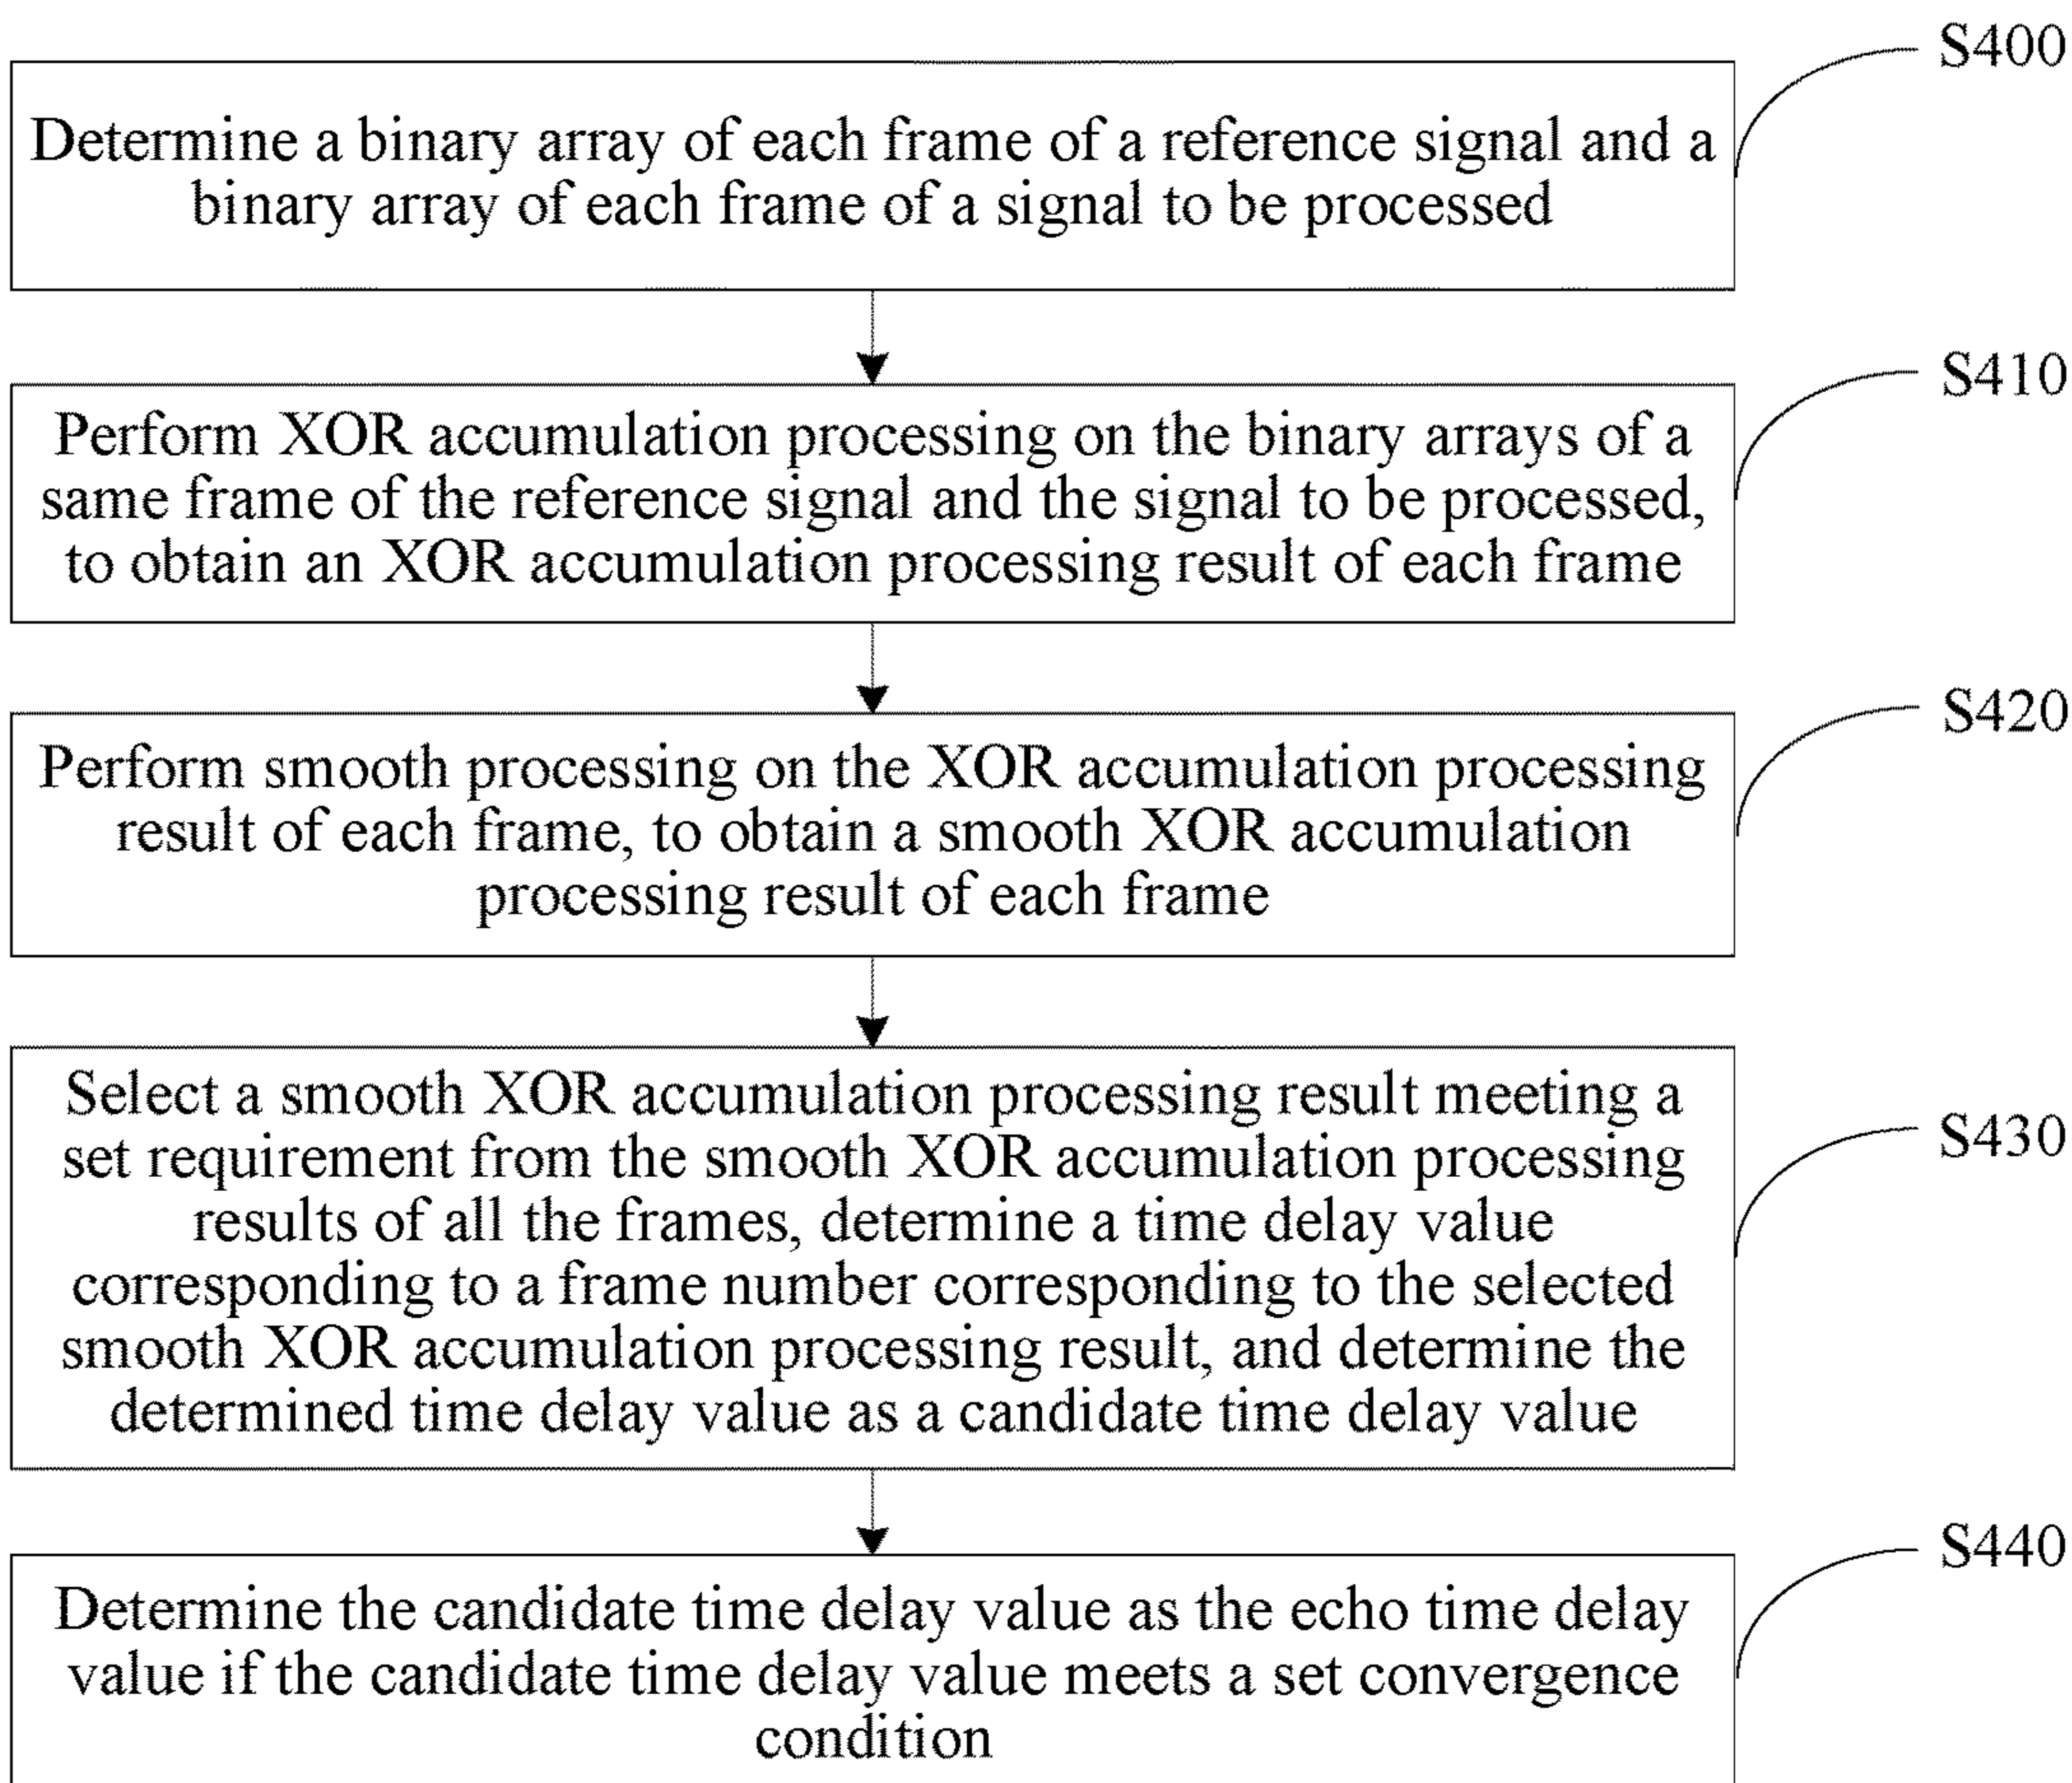 S400
Determine a binary array of each frame of a reference signal and a
binary array of each frame of a signal to be processed
S410
Perform XOR accumulation processing on the binary arrays of a
same frame of the reference signal and the signal to be processed,
to obtain an XOR accumulation processing result of each frame
S420
Perform smooth processing on the XOR accumulation processing
result of each frame, to obtain a smooth XOR accumulation
processing result of each frame
S430
Select a smooth XOR accumulation processing result meeting a
set requirement from the smooth XOR accumulation processing
results of all the frames, determine a time delay value
corresponding to a frame number corresponding to the selected
smooth XOR accumulation processing result, and determine the
determined time delay value as a candidate time delay value
S440
Determine the candidate time delay value as the echo time delay
value if the candidate time delay value meets a set convergence
condition